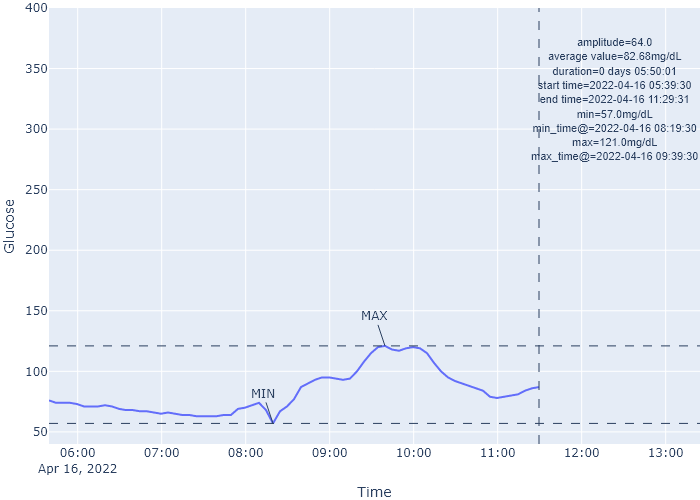 400
350
300
250
200
150
100
50
Glucose
amplitude=64.0
average value=82.68mg/dL
duration=0 days 05:50:01
start time=2022-04-16 05:39:30
end time=2022-04-16 11:29:31
min=57.0mg/dL
min_time@=2022-04-16 08:19:30
max=121.0mg/dL
max_time@=2022-04-16 09:39:30
MAX
MIN
06:00 07:00 08:00 09:00 10:00 11:00 12:00 13:00
Apr 16, 2022
Time